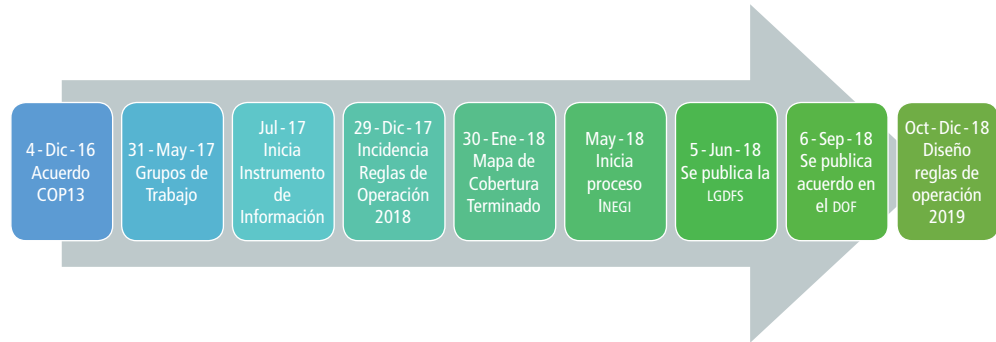 4 - Dic - 16
Acuerdo
COP13
31 - May - 17
Grupos de
Trabajo
Jul - 17
Inicia
Instrumento
de
Información
29 - Dic - 17
Incidencia
Reglas de
Operación
2018
30 - Ene - 18
Mapa de
Cobertura
Terminado
May - 18
Inicia
proceso
INEGI
5 - Jun - 18
Se publica la
LGDFS
6 - Sep - 18
Se publica
acuerdo en
el DOF
Oct - Dic - 18
Diseño
reglas de
operación
2019